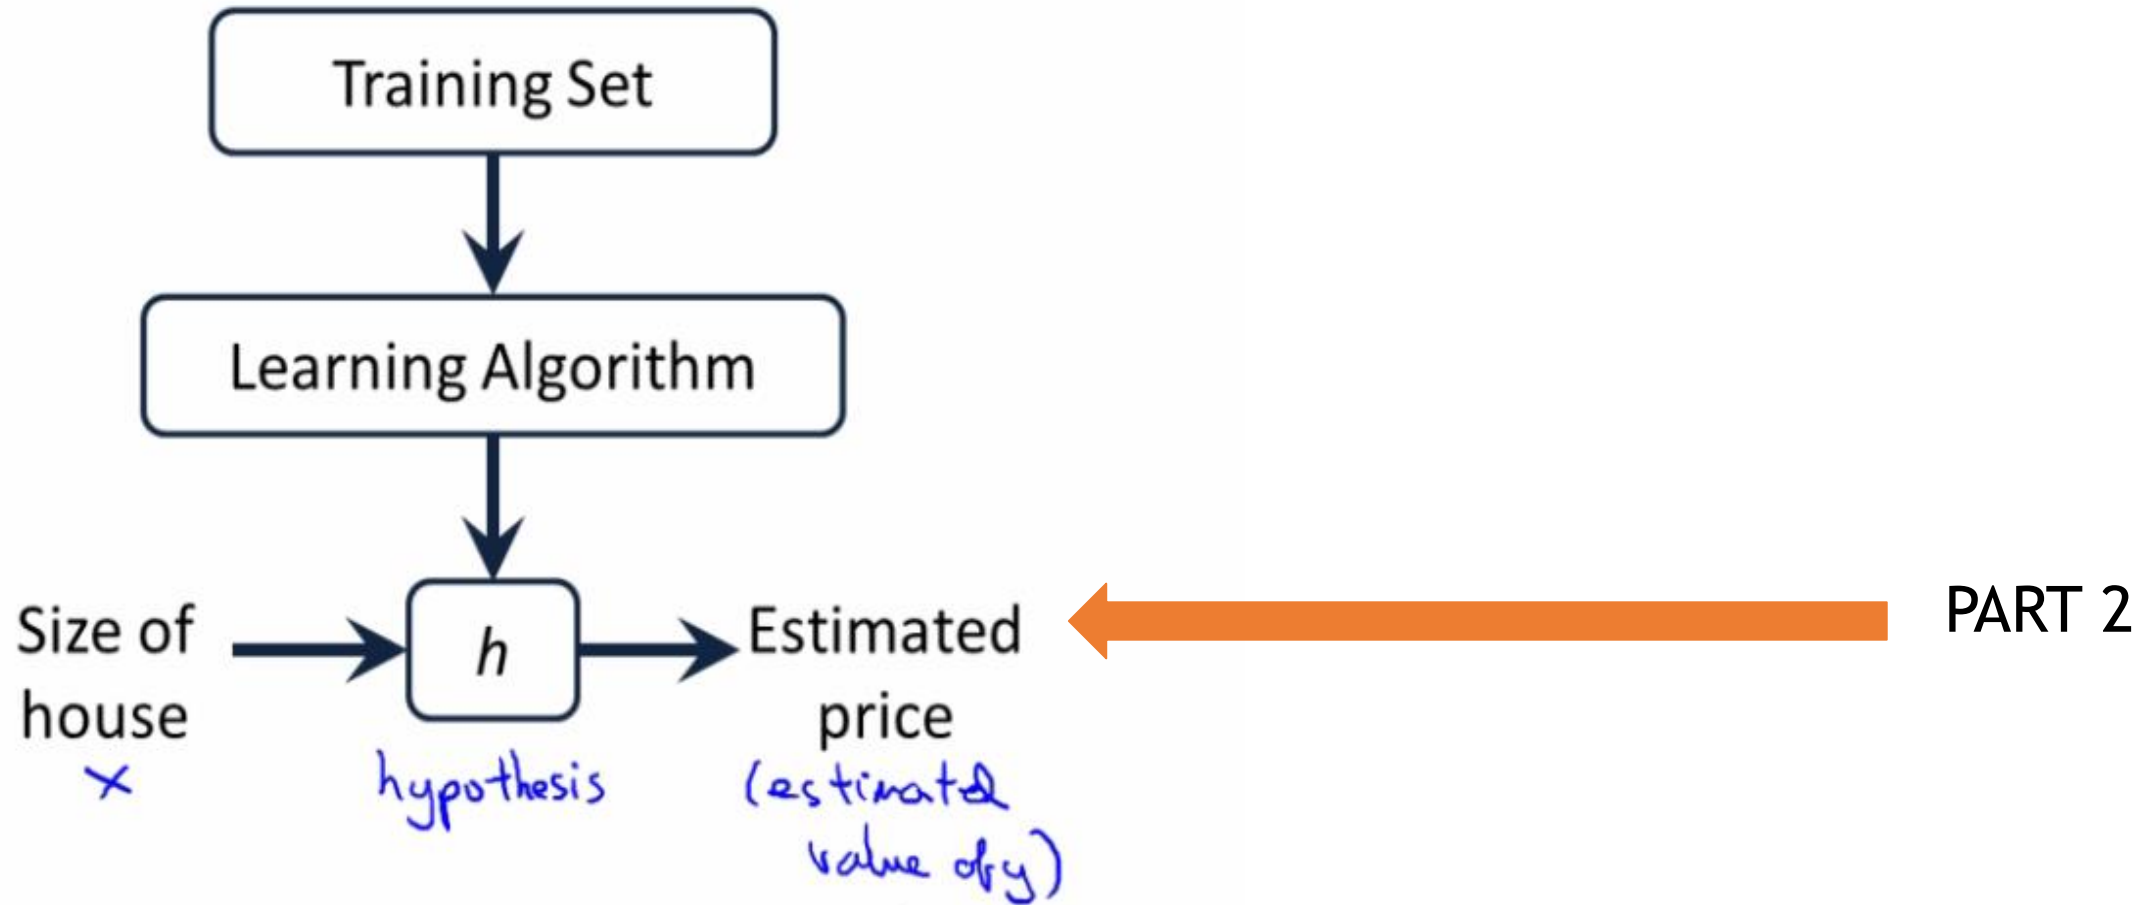 Training Set
Learning Algorithm
Size of
house
x
h
hypothesis
Estimated
price
(estimated
value of y)
PART 2